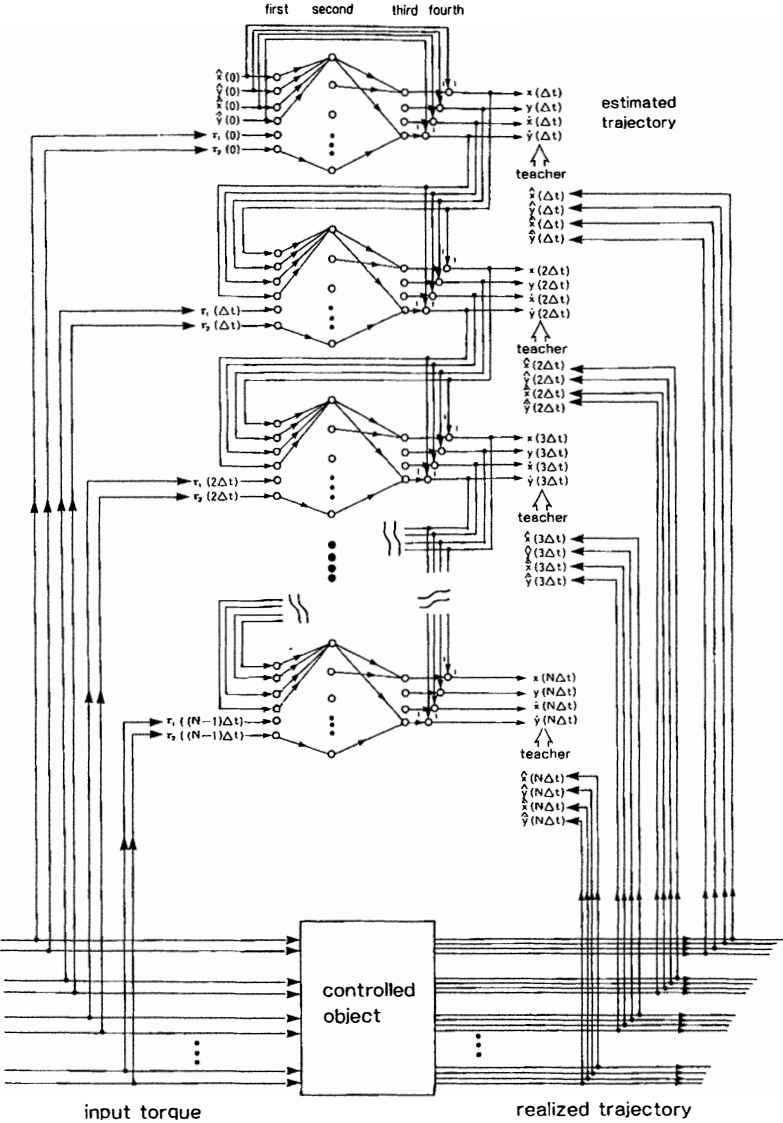 first second third fourth
x̂ (0)
ŷ (0)
ẋ̂ (0)
ẏ̂ (0)
τ₁ (0)
τ₂ (0)
x (Δt)
y (Δt)
ẋ (Δt)
ẏ (Δt)
estimated
trajectory
teacher
x̂ (Δt)
ŷ (Δt)
ẋ̂ (Δt)
ẏ̂ (Δt)
τ₁ (Δt)
τ₂ (Δt)
x (2Δt)
y (2Δt)
ẋ (2Δt)
ẏ (2Δt)
teacher
x̂ (2Δt)
ŷ (2Δt)
ẋ̂ (2Δt)
ẏ̂ (2Δt)
τ₁ (2Δt)
τ₂ (2Δt)
x (3Δt)
y (3Δt)
ẋ (3Δt)
ẏ (3Δt)
teacher
x̂ (3Δt)
ŷ (3Δt)
ẋ̂ (3Δt)
ẏ̂ (3Δt)
τ₁ ((N−1)Δt)
τ₂ ((N−1)Δt)
x (NΔt)
y (NΔt)
ẋ (NΔt)
ẏ (NΔt)
teacher
x̂ (NΔt)
ŷ (NΔt)
ẋ̂ (NΔt)
ẏ̂ (NΔt)
controlled
object
input torque
realized trajectory